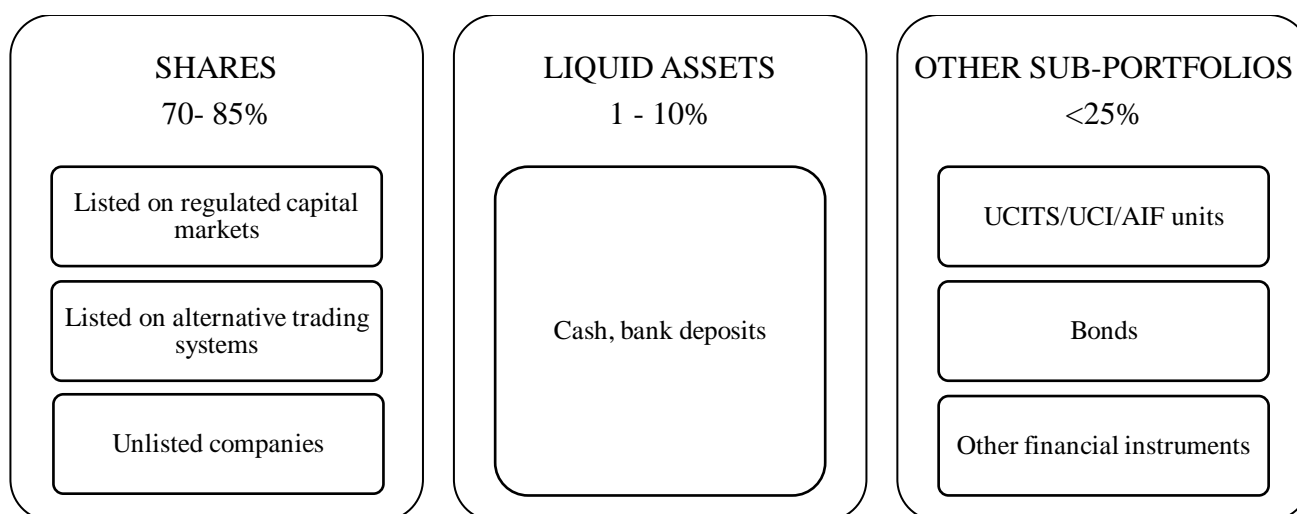 SHARES
70- 85%
Listed on regulated capital
markets
Listed on alternative trading
systems
Unlisted companies
LIQUID ASSETS
1 - 10%
Cash, bank deposits
OTHER SUB-PORTFOLIOS
<25%
UCITS/UCI/AIF units
Bonds
Other financial instruments